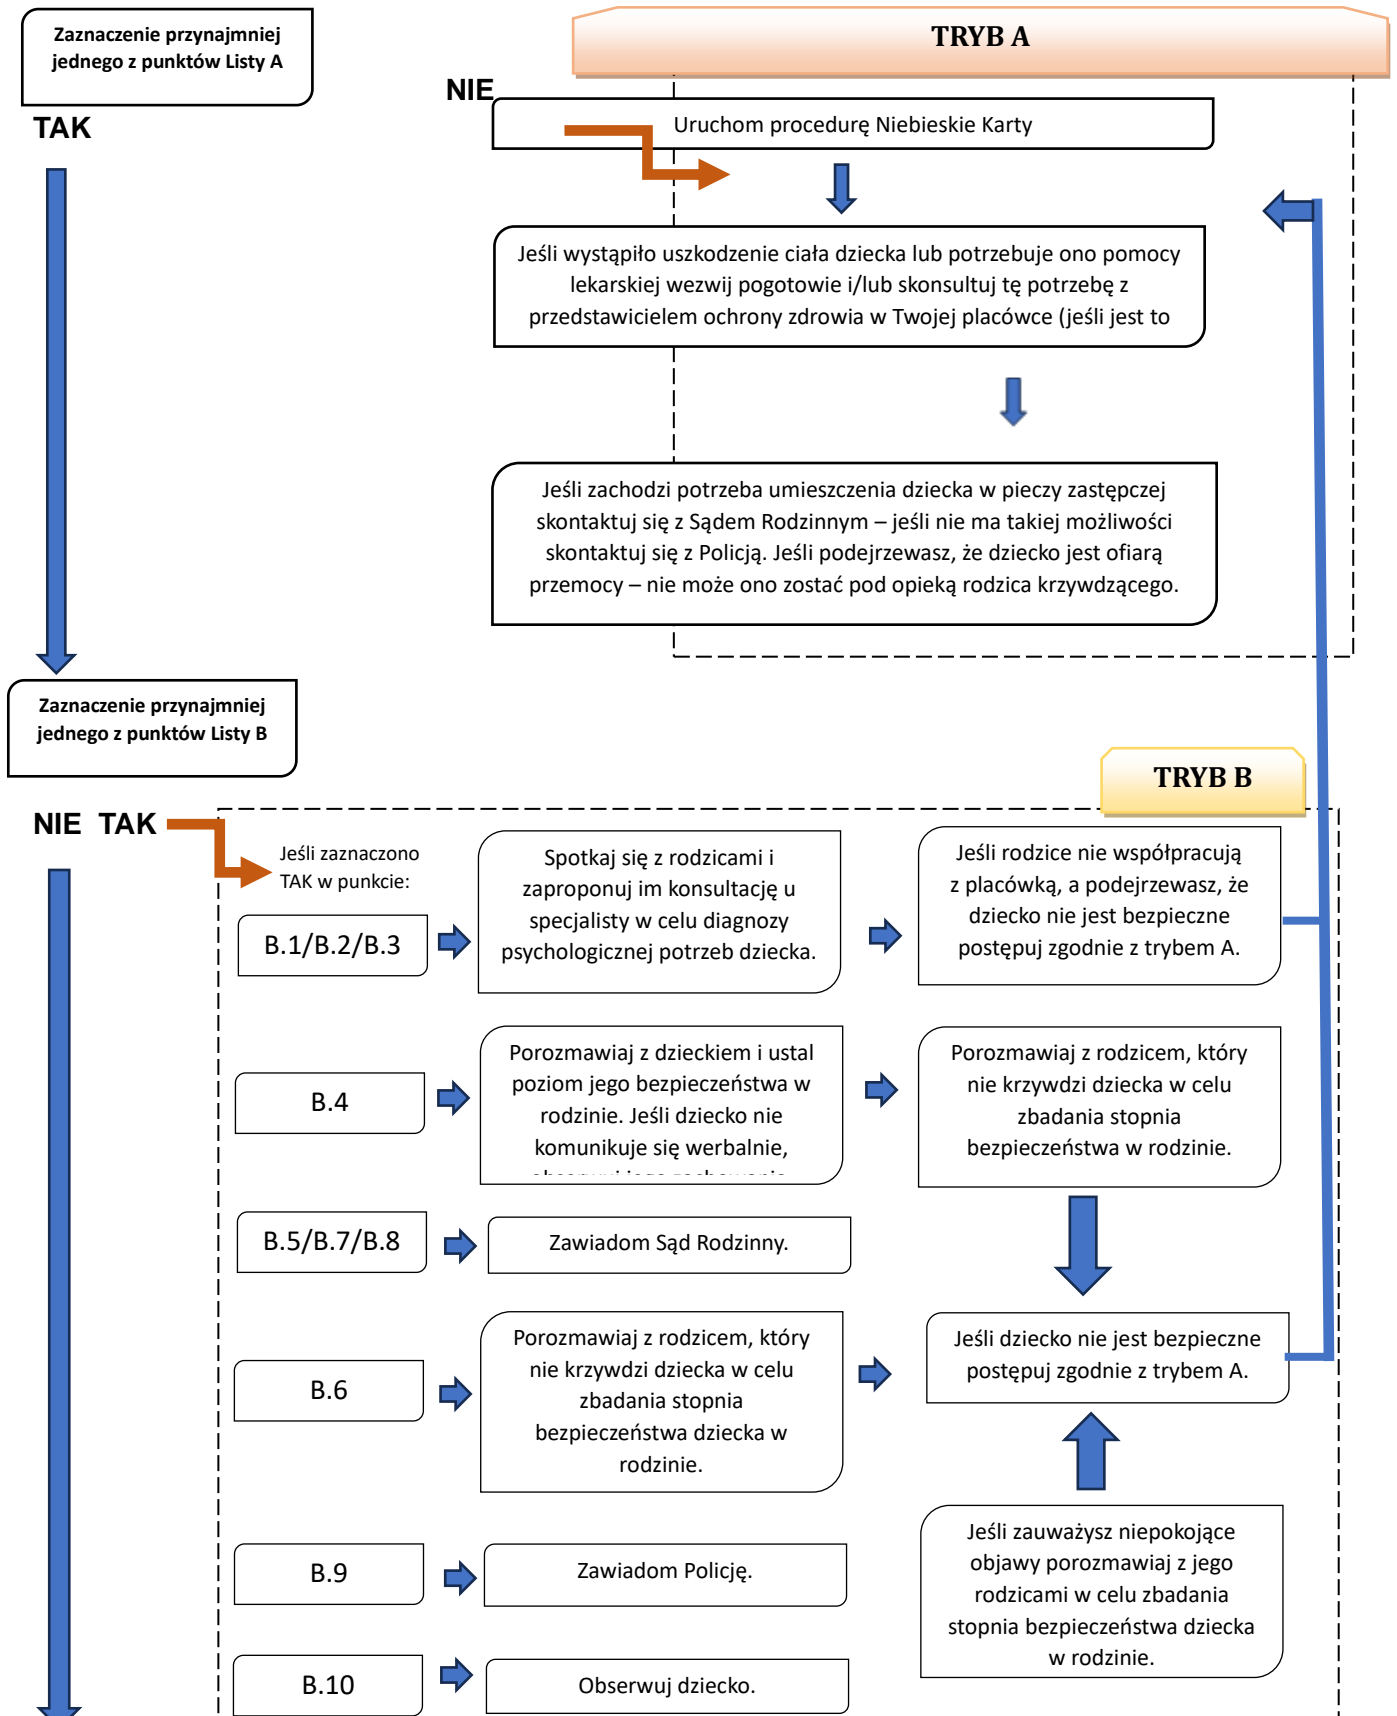 Zaznaczenie przynajmniej
jednego z punktów Listy A
TRYB A
TAK
NIE
Uruchom procedurę Niebieskie Karty
Jeśli wystąpiło uszkodzenie ciała dziecka lub potrzebuje ono pomocy
lekarskiej wezwij pogotowie i/lub skonsultuj tę potrzebę z
przedstawicielem ochrony zdrowia w Twojej placówce (jeśli jest to
Jeśli zachodzi potrzeba umieszczenia dziecka w pieczy zastępczej
skontaktuj się z Sądem Rodzinnym – jeśli nie ma takiej możliwości
skontaktuj się z Policją. Jeśli podejrzewasz, że dziecko jest ofiarą
przemocy – nie może ono zostać pod opieką rodzica krzywdzącego.
Zaznaczenie przynajmniej
jednego z punktów Listy B
TRYB B
NIE TAK
Jeśli zaznaczono
TAK w punkcie:
B.1/B.2/B.3
Spotkaj się z rodzicami i
zaproponuj im konsultację u
specjalisty w celu diagnozy
psychologicznej potrzeb dziecka.
Jeśli rodzice nie współpracują
z placówką, a podejrzewasz, że
dziecko nie jest bezpieczne
postępuj zgodnie z trybem A.
B.4
Porozmawiaj z dzieckiem i ustal
poziom jego bezpieczeństwa w
rodzinie. Jeśli dziecko nie
komunikuje się werbalnie,
Porozmawiaj z rodzicem, który
nie krzywdzi dziecka w celu
zbadania stopnia
bezpieczeństwa w rodzinie.
B.5/B.7/B.8
Zawiadom Sąd Rodzinny.
B.6
Porozmawiaj z rodzicem, który
nie krzywdzi dziecka w celu
zbadania stopnia
bezpieczeństwa dziecka w
rodzinie.
Jeśli dziecko nie jest bezpieczne
postępuj zgodnie z trybem A.
B.9
Zawiadom Policję.
Jeśli zauważysz niepokojące
objawy porozmawiaj z jego
rodzicami w celu zbadania
stopnia bezpieczeństwa dziecka
w rodzinie.
B.10
Obserwuj dziecko.